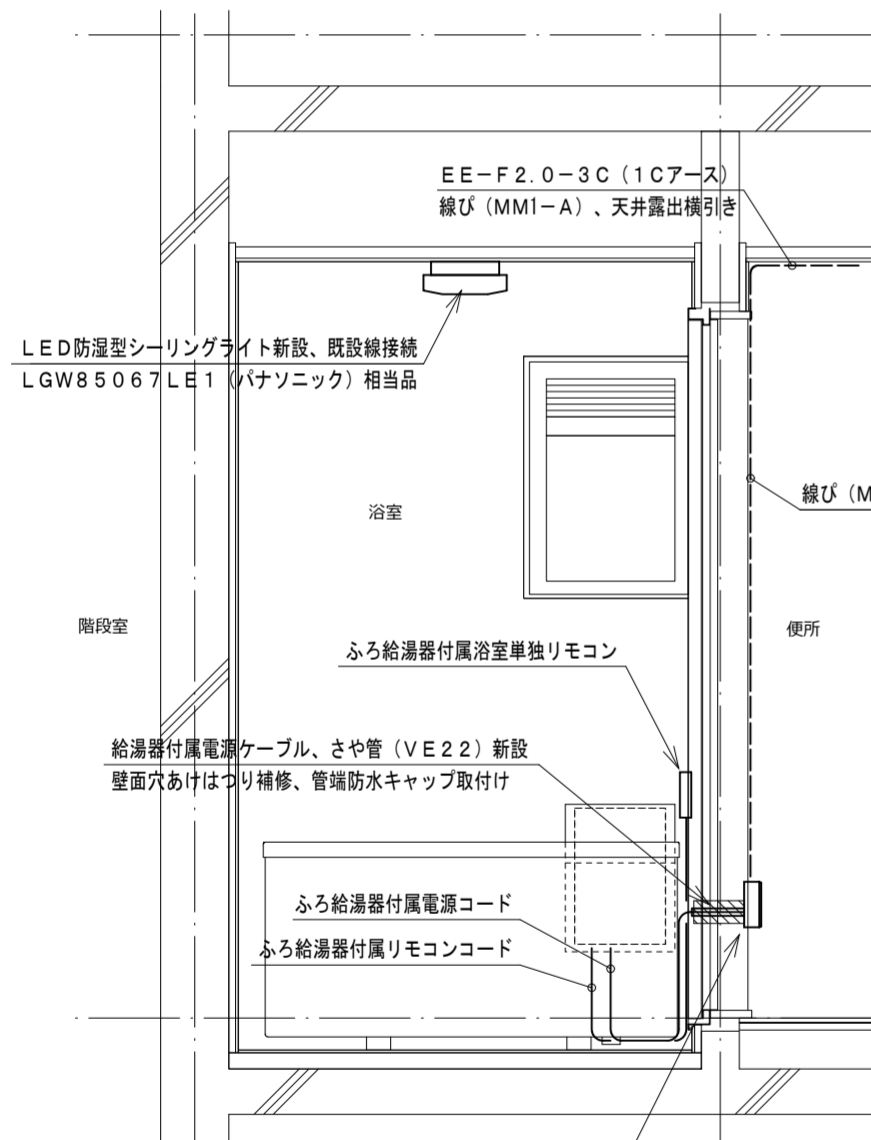 EE-F2.0-3C(1Cアース)
線ぴ(MM1-A)、天井露出横引き
LED防湿型シーリングライト新設、既設線接続
LGW85067LE1(パナソニック)相当品
線ぴ(M
浴室
階段室
便所
ふろ給湯器付属浴室単独リモコン
給湯器付属電源ケーブル、さや管(VE22)新設
壁面穴あけはつり補修、管端防水キャップ取付け
ふろ給湯器付属電源コード
ふろ給湯器付属リモコンコード